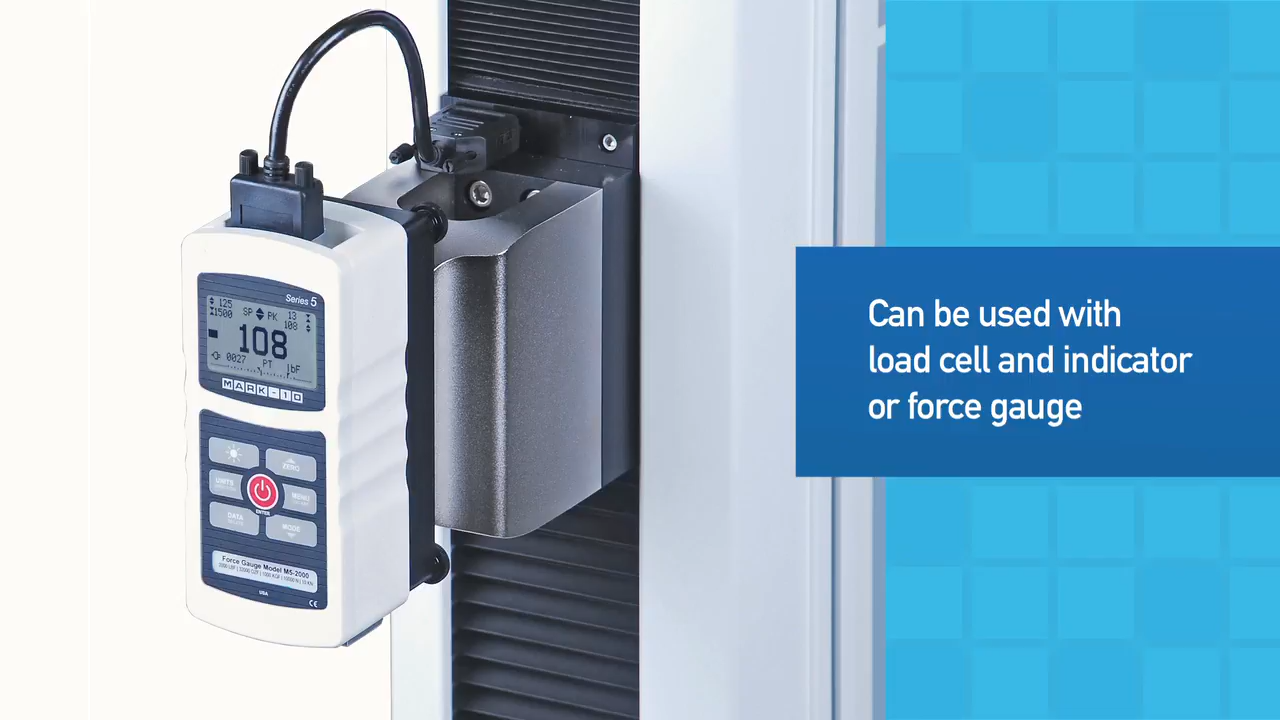 Series 5
125
1500
SP PK 13
108
108
0027 PT lbF
MARK-10
ZERO
LIMITS
MENU
ENTER
DATA
MODE
Force Gauge Model M5-2000
USA
CE
Can be used with
load cell and indicator
or force gauge